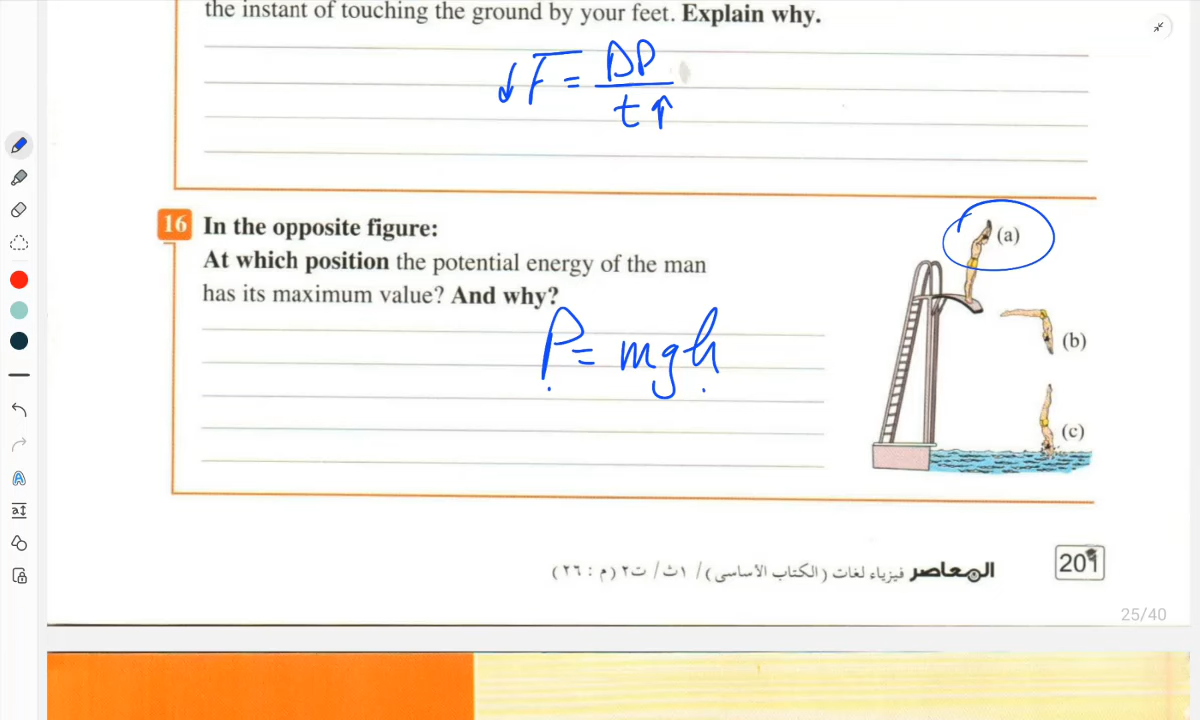 the instant of touching the ground by your feet. Explain why.
↓F = ΔP / t↑
16 In the opposite figure:
At which position the potential energy of the man
has its maximum value? And why?
P = mgh
(a)
(b)
(c)
المعاصر فيزياء لغات (الكتاب الأساسى) / ١ث / ت٢ (م : ٢٦)
201
25/40